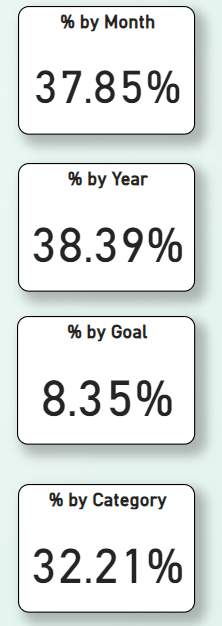 % by Month
37.85%
% by Year
38.39%
% by Goal
8.35%
% by Category
32.21%